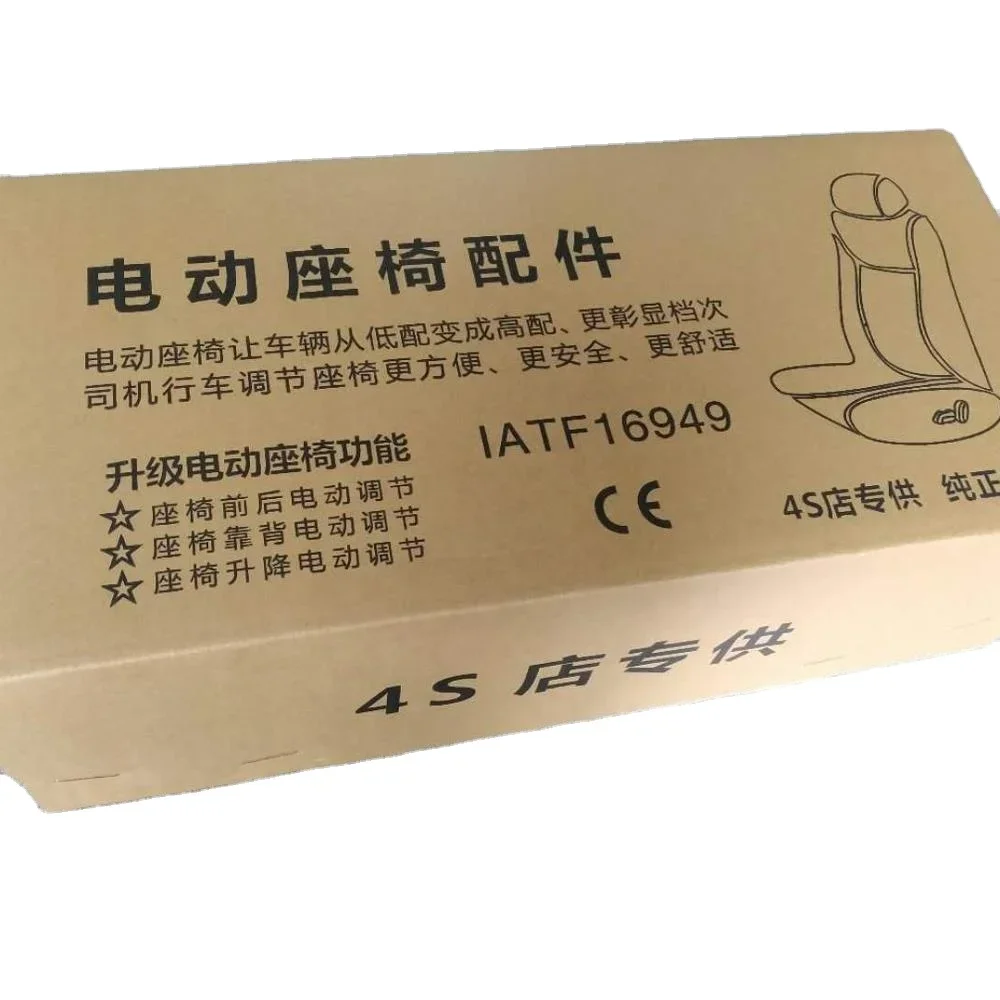 电动座椅配件
电动座椅让车辆从低配变成高配、更彰显档次
司机行车调节座椅更方便、更安全、更舒适
升级电动座椅功能
☆座椅前后电动调节
☆座椅靠背电动调节
☆座椅升降电动调节
IATF16949
CE
4S店专供 纯正
4S店专供